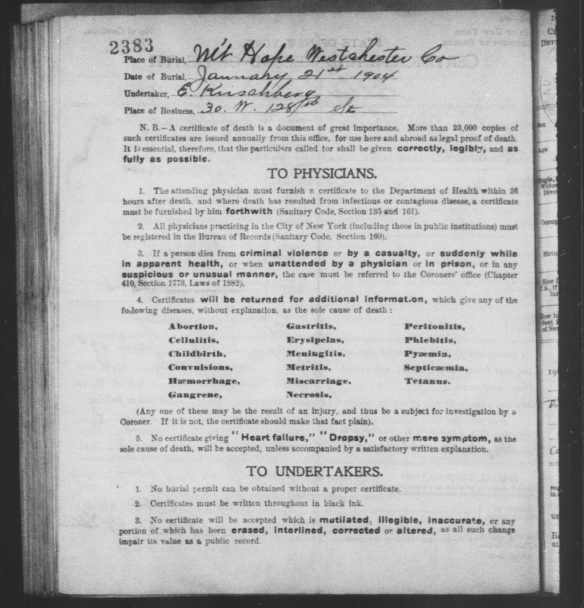 2383
Place of Burial, Mt Hope Westchester Co
Date of Burial, January 21st 1904
Undertaker, E. Kirschberg
Place of Business, 30. W. 128 St
N. B.—A certificate of death is a document of great importance. More than 23,000 copies of
such certificates are issued annually from this office, for use here and abroad as legal proof of death.
It is essential, therefore, that the particulars called for shall be given correctly, legibly, and as
fully as possible.
TO PHYSICIANS.
1. The attending physician must furnish a certificate to the Department of Health within 36
hours after death, and where death has resulted from infectious or contagious disease, a certificate
must be furnished by him forthwith (Sanitary Code, Section 135 and 161).
2. All physicians practicing in the City of New York (including those in public institutions) must
be registered in the Bureau of Records (Sanitary Code, Section 160).
3. If a person dies from criminal violence or by a casualty, or suddenly while
in apparent health, or when unattended by a physician or in prison, or in any
suspicious or unusual manner, the case must be referred to the Coroners' office (Chapter
410, Section 1773, Laws of 1882).
4. Certificates will be returned for additional information, which give any of the
following diseases, without explanation, as the sole cause of death:
Abortion, Gastritis, Peritonitis,
Cellulitis, Erysipelas, Phlebitis,
Childbirth, Meningitis, Pyæmia,
Convulsions, Metritis, Septicæmia,
Hæmorrhage, Miscarriage, Tetanus.
Gangrene, Necrosis,
(Any one of these may be the result of an injury, and thus be a subject for investigation by a
Coroner. If it is not, the certificate should make that fact plain).
5. No certificate giving "Heart failure," "Dropsy," or other mere symptom, as the
sole cause of death, will be accepted, unless accompanied by a satisfactory written explanation.
TO UNDERTAKERS.
1. No burial permit can be obtained without a proper certificate.
2. Certificates must be written throughout in black ink.
3. No certificate will be accepted which is mutilated, illegible, inaccurate, or any
portion of which has been erased, interlined, corrected or altered, as all such change
impair its value as a public record.